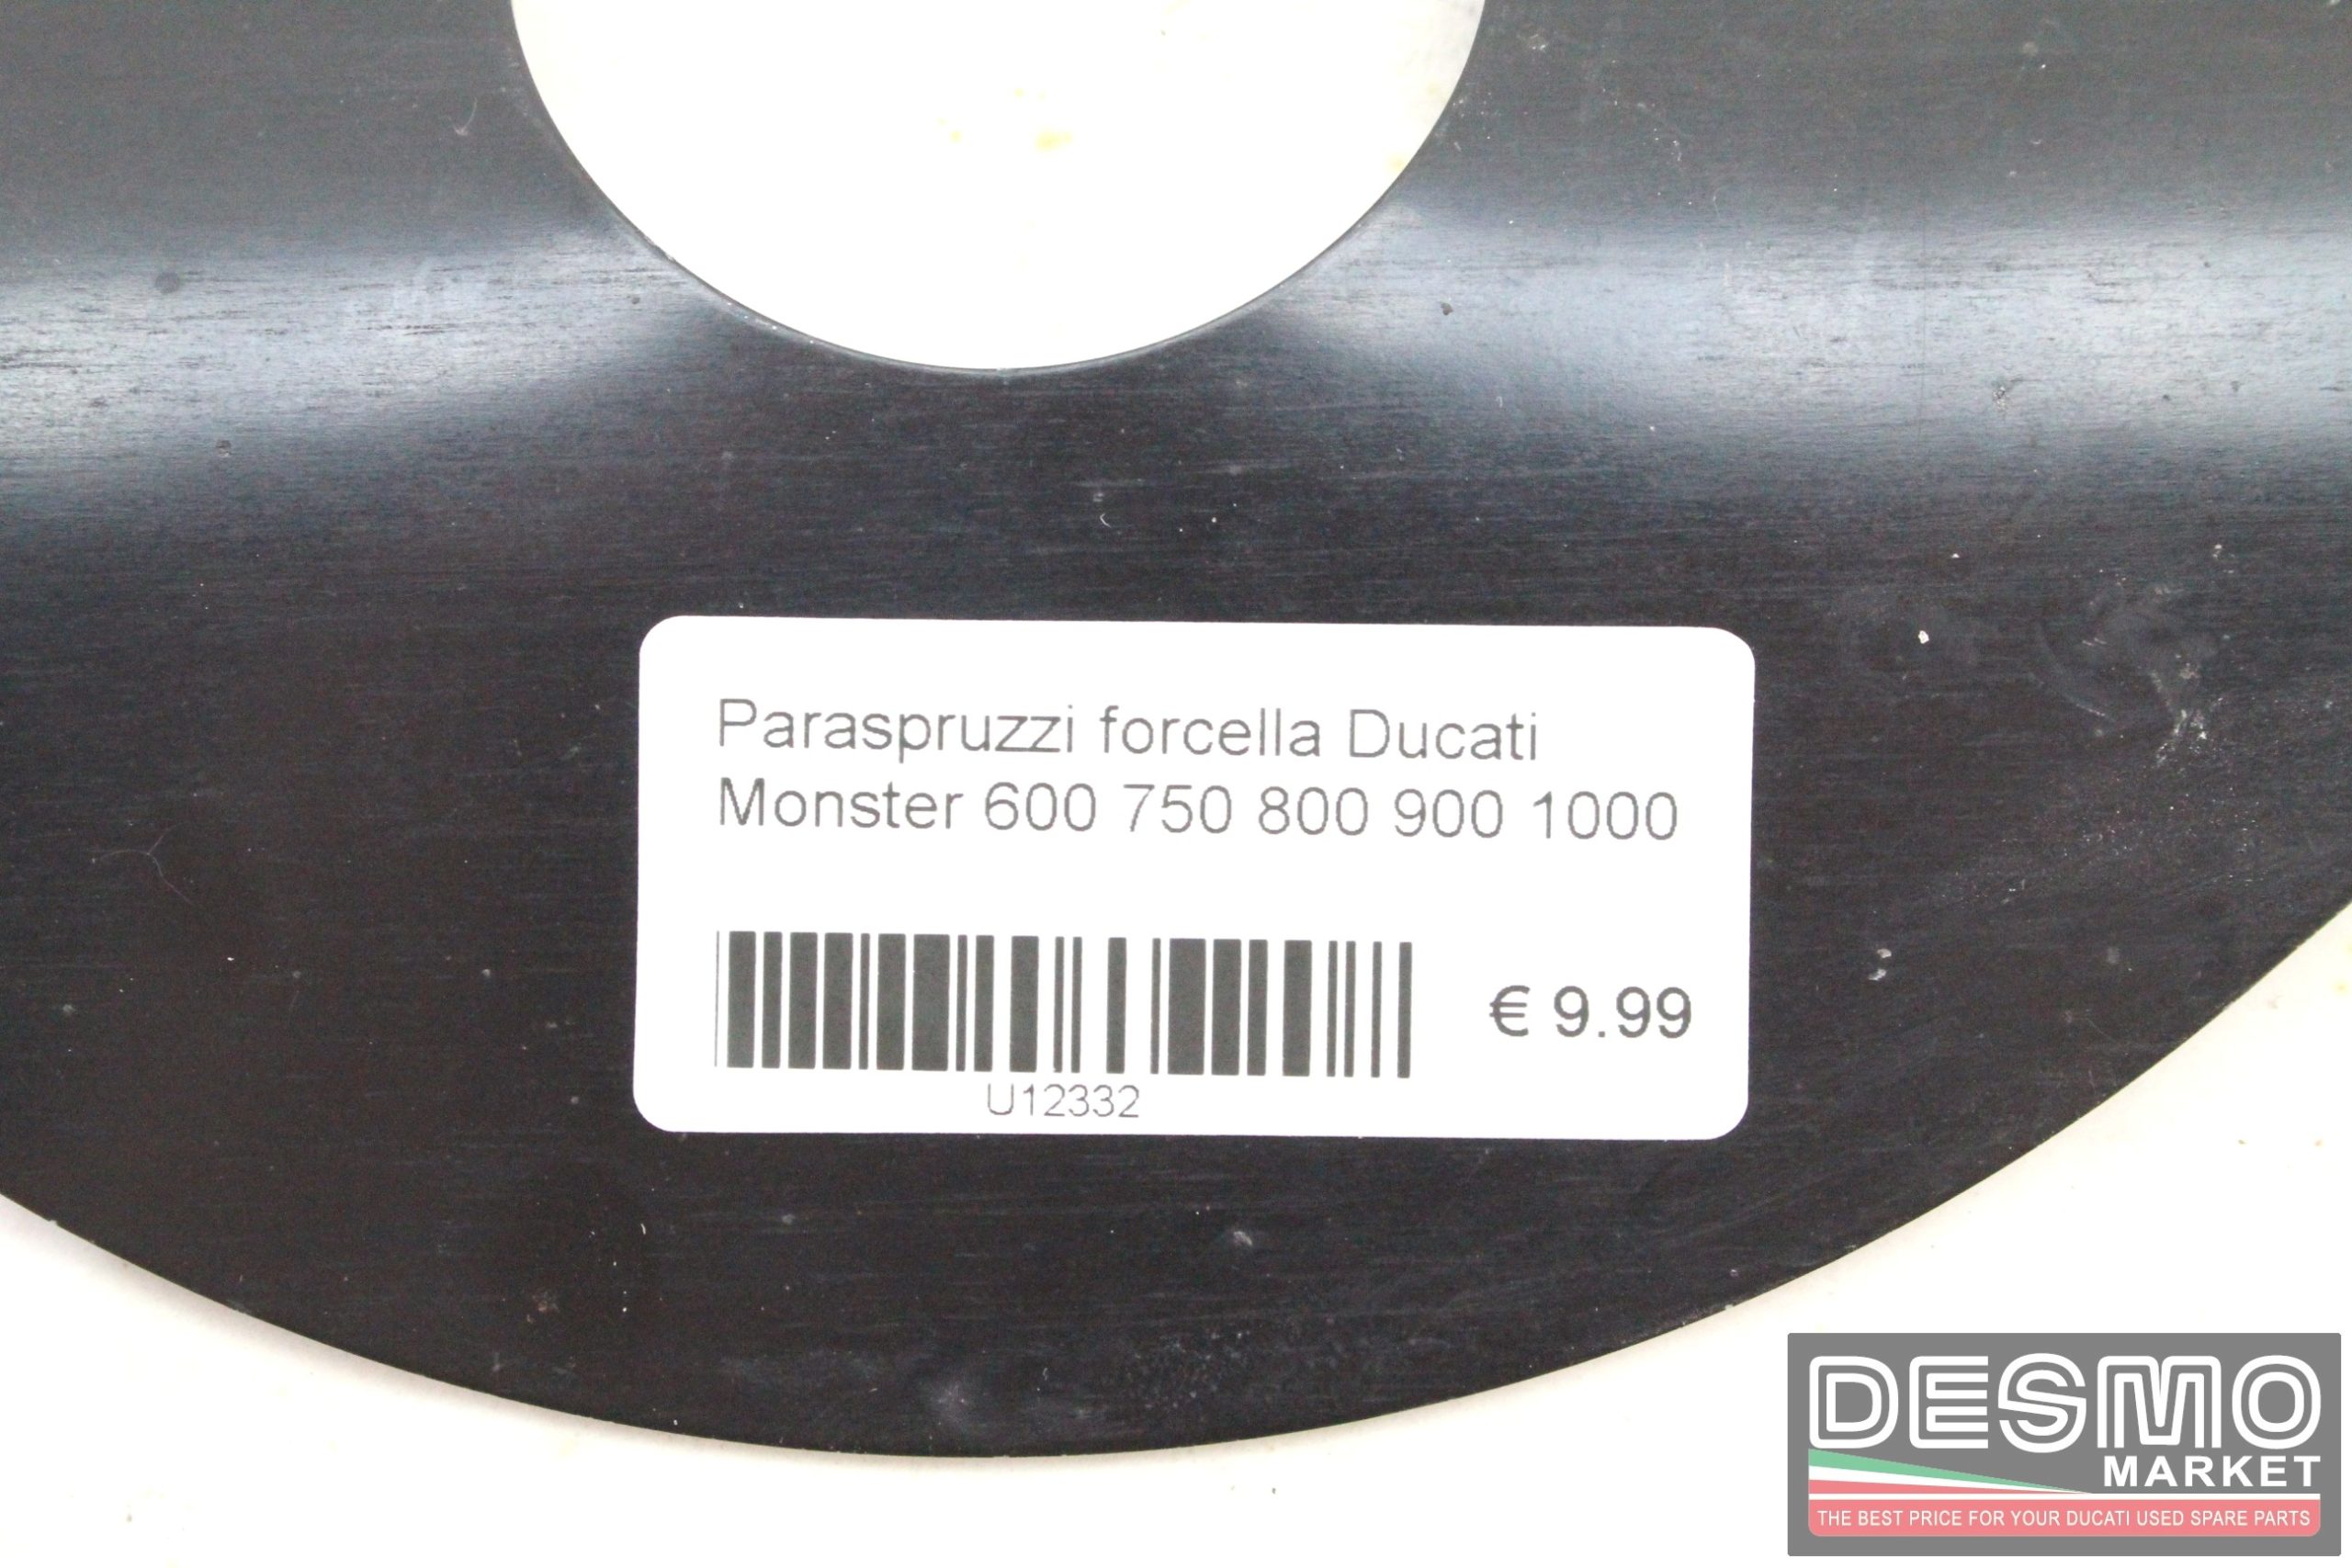 Paraspruzzi forcella Ducati
Monster 600 750 800 900 1000
€ 9.99
U12332
DESMO
MARKET
THE BEST PRICE FOR YOUR DUCATI USED SPARE PARTS